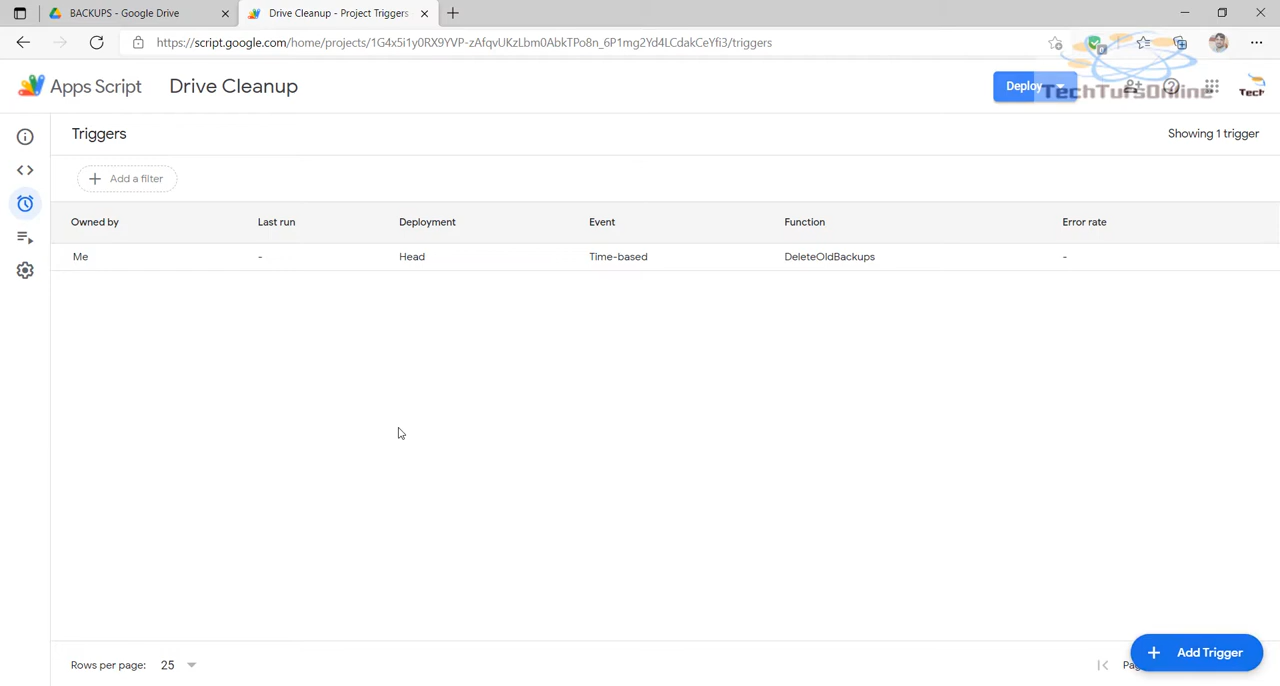 BACKUPS - Google Drive
Drive Cleanup - Project Triggers
https://script.google.com/home/projects/1G4x5i1y0RX9YVP-zAfqvUKzLbm0AbkTPo8n_6P1mg2Yd4LCdakCeYfi3/triggers
Apps Script
Drive Cleanup
Deploy
TechTutsOnline
Tech
Triggers
Showing 1 trigger
Add a filter
Owned by Last run Deployment Event Function Error rate
Me - Head Time-based DeleteOldBackups -
Rows per page: 25
Add Trigger